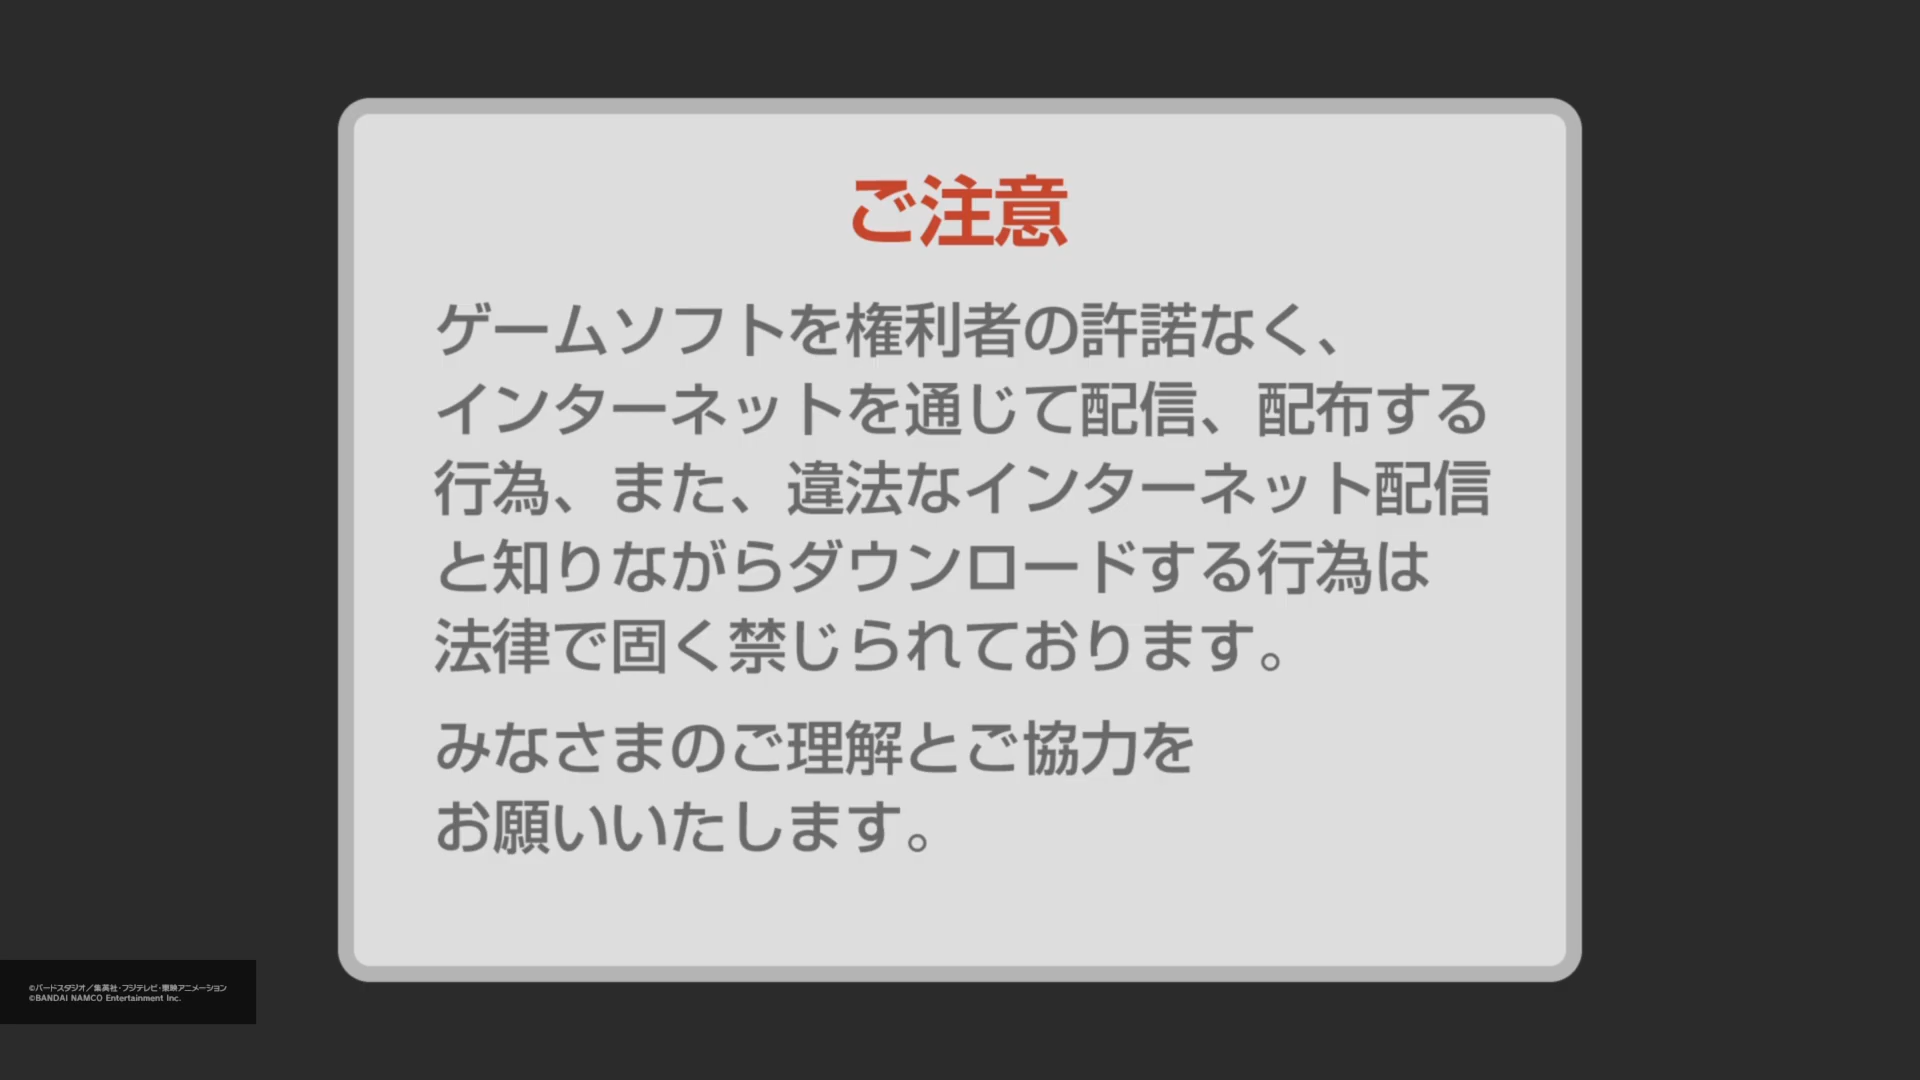 ご注意
ゲームソフトを権利者の許諾なく、
インターネットを通じて配信、配布する
行為、また、違法なインターネット配信
と知りながらダウンロードする行為は
法律で固く禁じられております。
みなさまのご理解とご協力を
お願いいたします。
©バードスタジオ／集英社・フジテレビ・東映アニメーション
©BANDAI NAMCO Entertainment Inc.